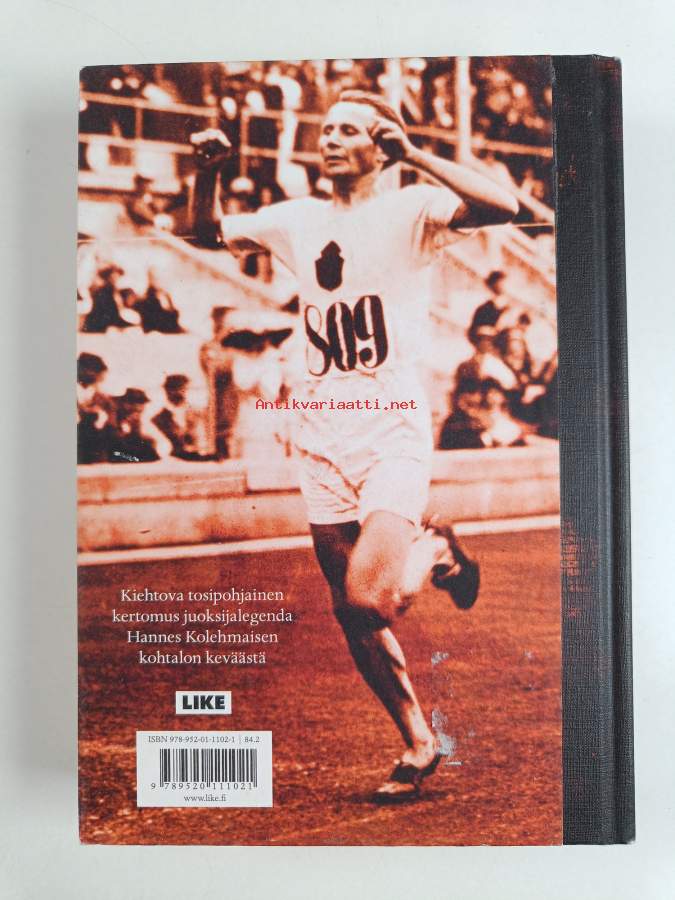 809
Antikvariaatti.net
Kiehtova tosipohjainen
kertomus juoksijalegenda
Hannes Kolehmaisen
kohtalon keväästä
LIKE
ISBN 978-952-01-1102-1 | 84.2
9 789520 111021
www.like.fi